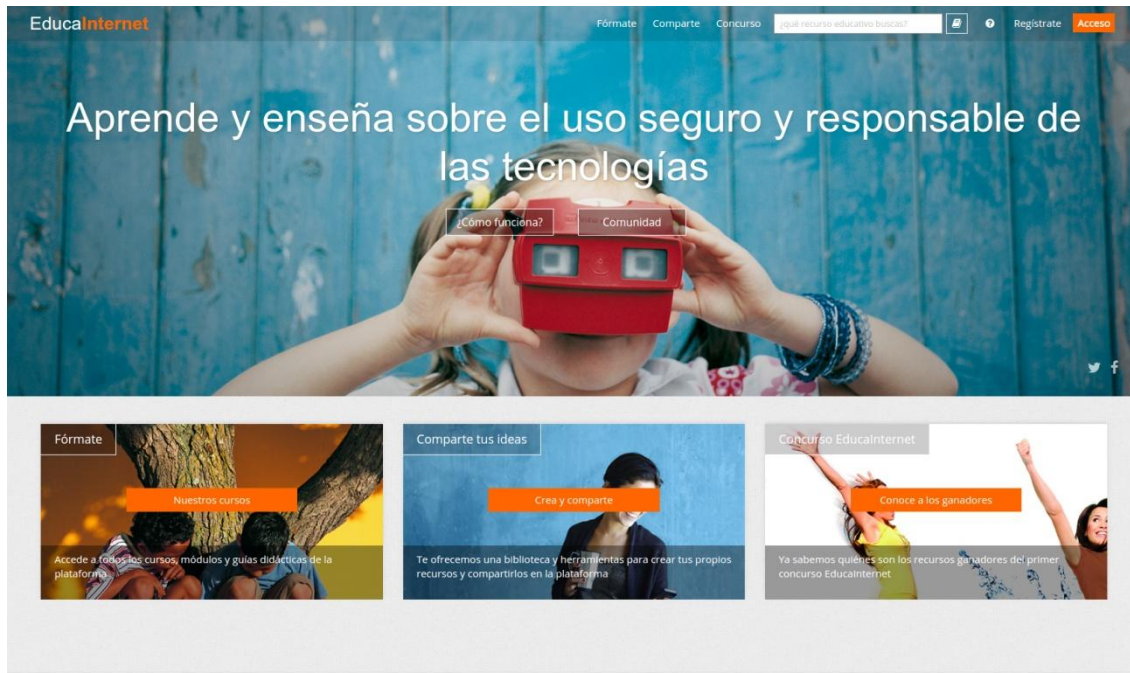 EducaInternet
Fórmate Comparte Concurso ¿qué recurso educativo buscas? Regístrate Acceso
Aprende y enseña sobre el uso seguro y responsable de
las tecnologías
¿Cómo funciona? Comunidad
Fórmate
Nuestros cursos
Accede a todos los cursos, módulos y guías didácticas de la
plataforma
Comparte tus ideas
Crea y comparte
Te ofrecemos una biblioteca y herramientas para crear tus propios
recursos y compartirlos en la plataforma
Concurso EducaInternet
Conoce a los ganadores
Ya sabemos quiénes son los recursos ganadores del primer
concurso EducaInternet